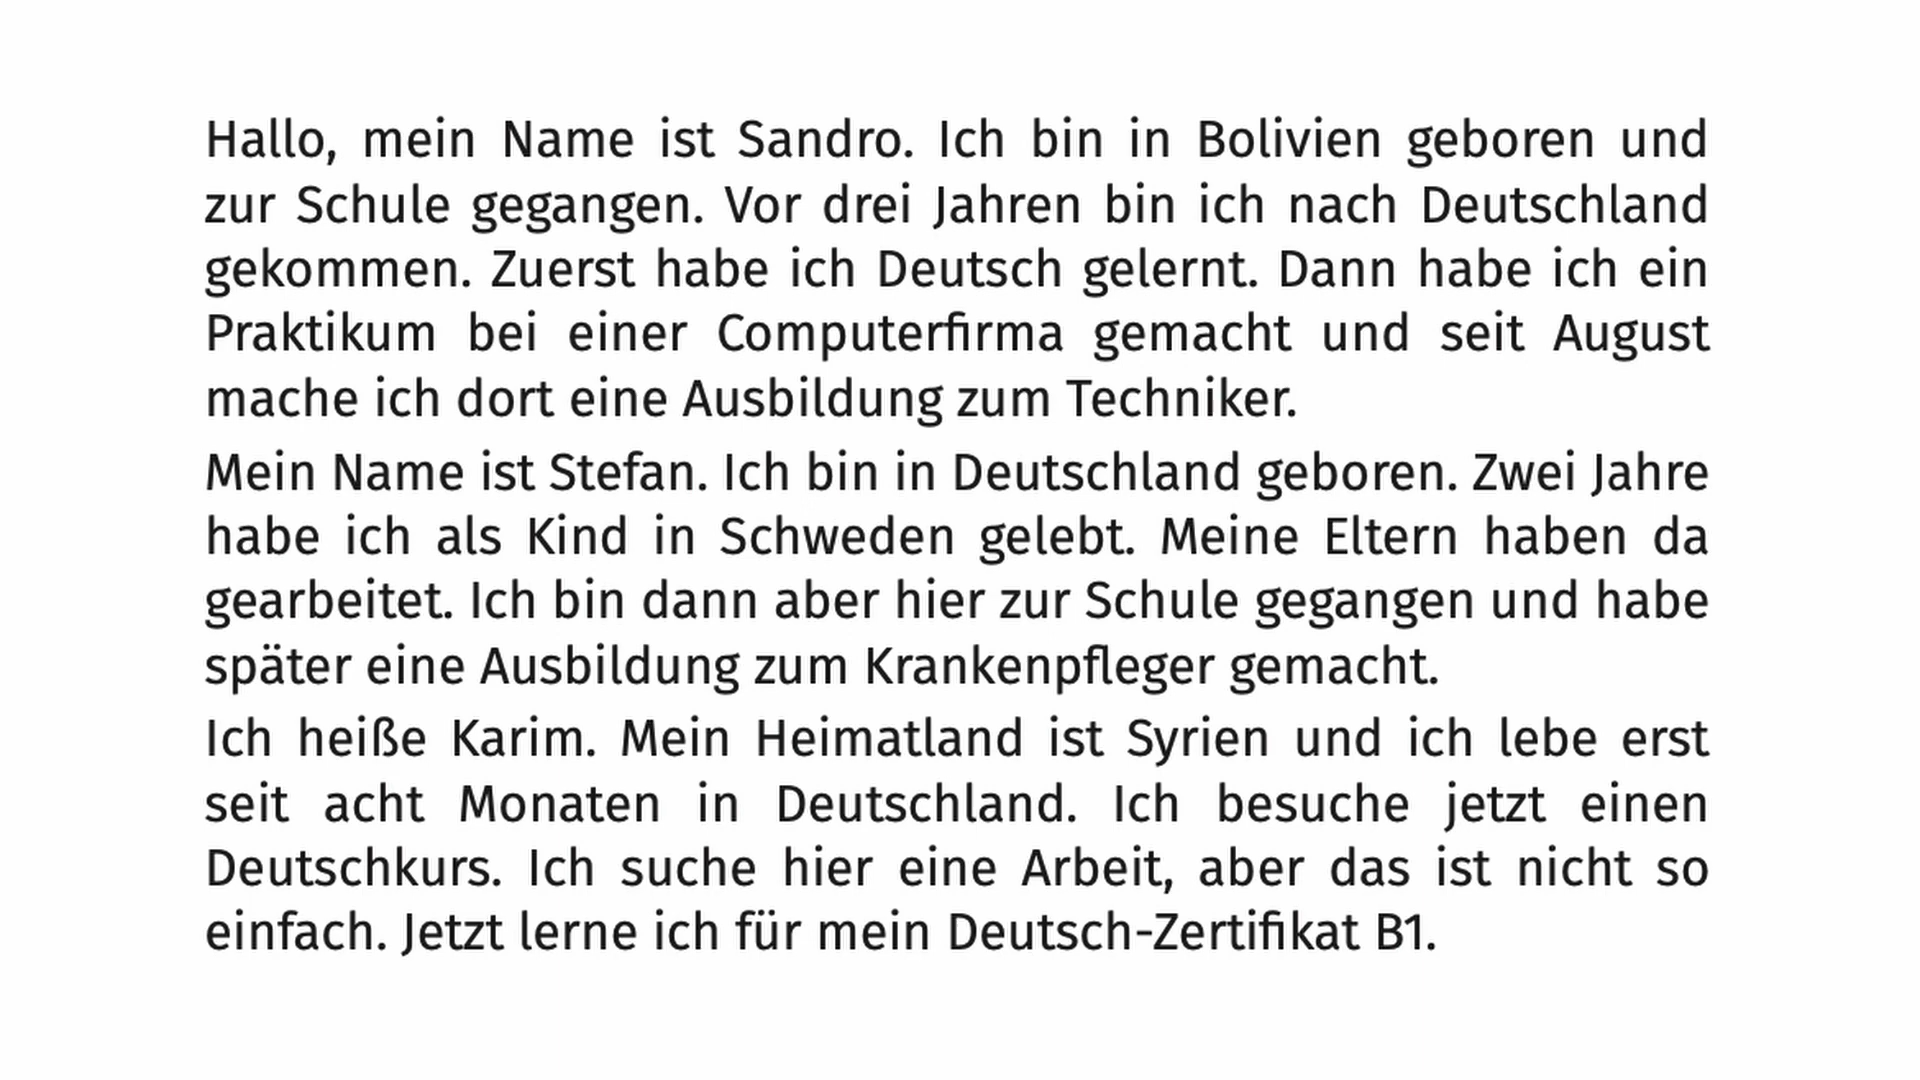 Hallo, mein Name ist Sandro. Ich bin in Bolivien geboren und
zur Schule gegangen. Vor drei Jahren bin ich nach Deutschland
gekommen. Zuerst habe ich Deutsch gelernt. Dann habe ich ein
Praktikum bei einer Computerfirma gemacht und seit August
mache ich dort eine Ausbildung zum Techniker.
Mein Name ist Stefan. Ich bin in Deutschland geboren. Zwei Jahre
habe ich als Kind in Schweden gelebt. Meine Eltern haben da
gearbeitet. Ich bin dann aber hier zur Schule gegangen und habe
später eine Ausbildung zum Krankenpfleger gemacht.
Ich heiße Karim. Mein Heimatland ist Syrien und ich lebe erst
seit acht Monaten in Deutschland. Ich besuche jetzt einen
Deutschkurs. Ich suche hier eine Arbeit, aber das ist nicht so
einfach. Jetzt lerne ich für mein Deutsch-Zertifikat B1.